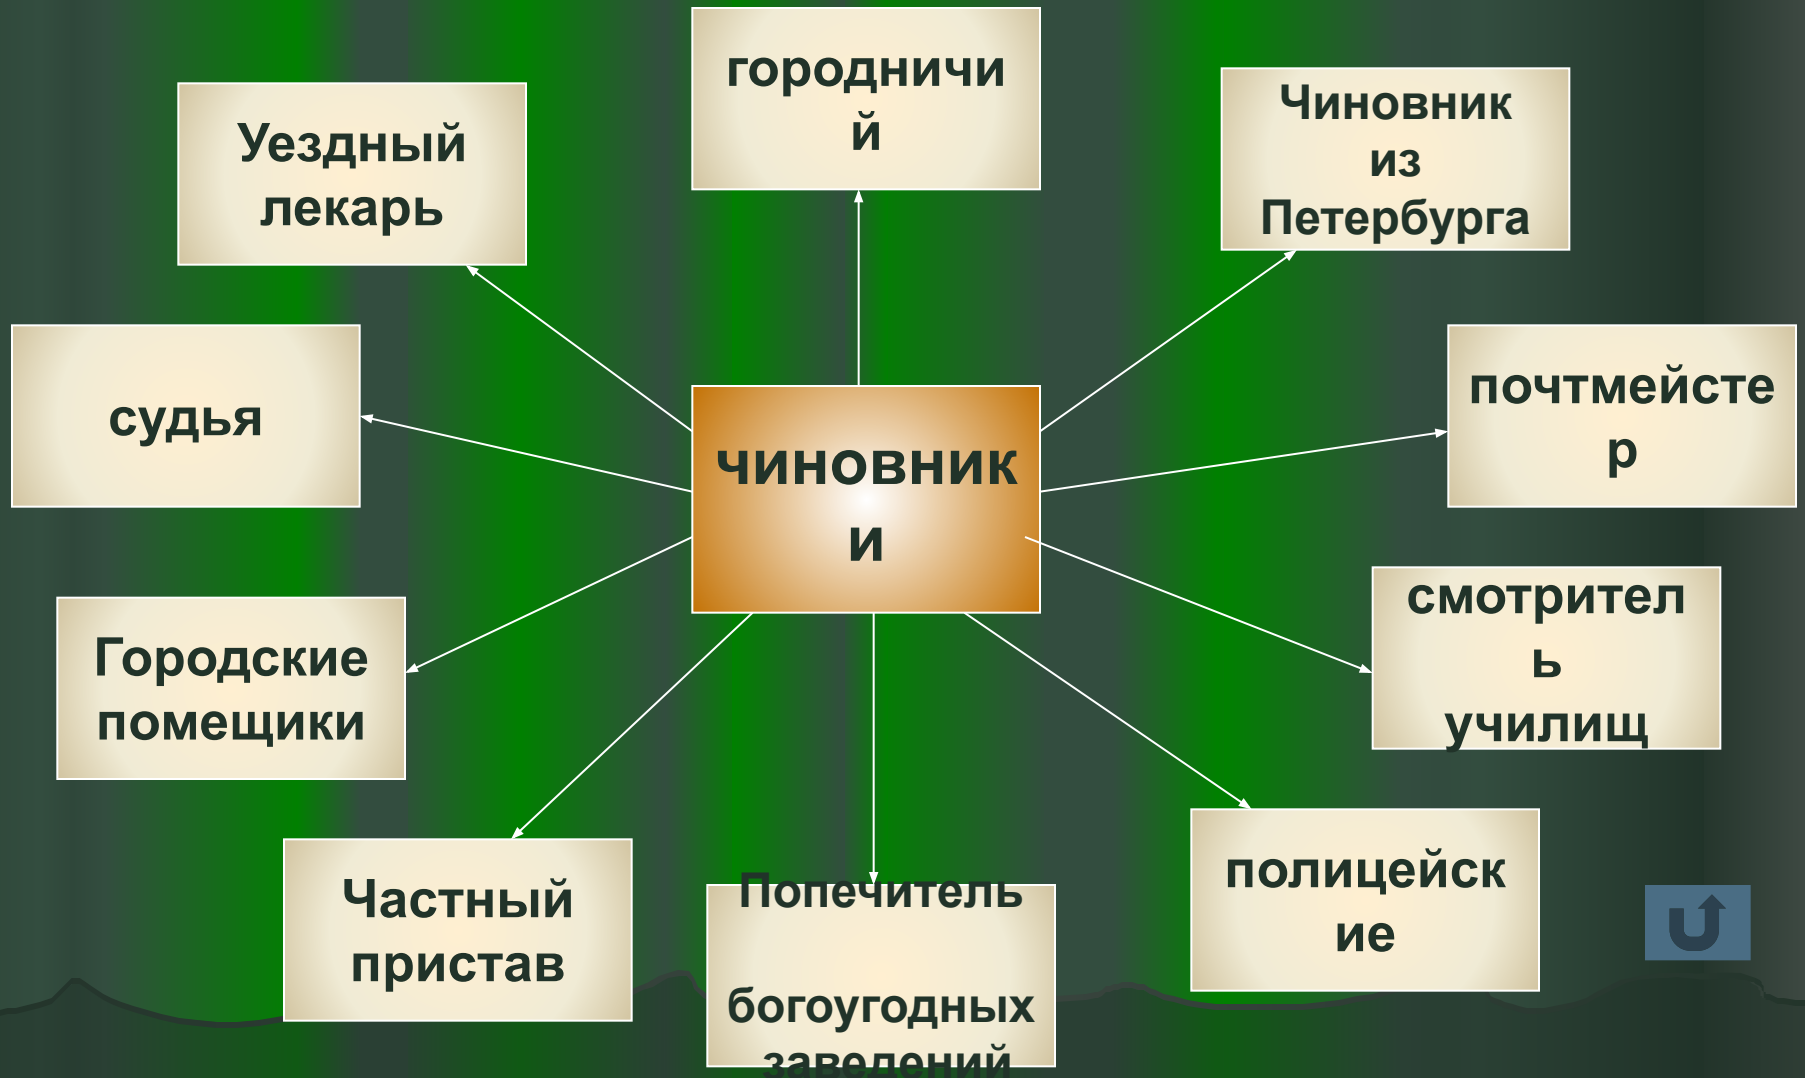 городничи
й
Уездный
лекарь
Чиновник
из
Петербурга
судья
почтмейсте
р
чиновник
и
Городские
помещики
смотрител
ь
училищ
Частный
пристав
Попечитель
богоугодных
заведений
полицейск
ие